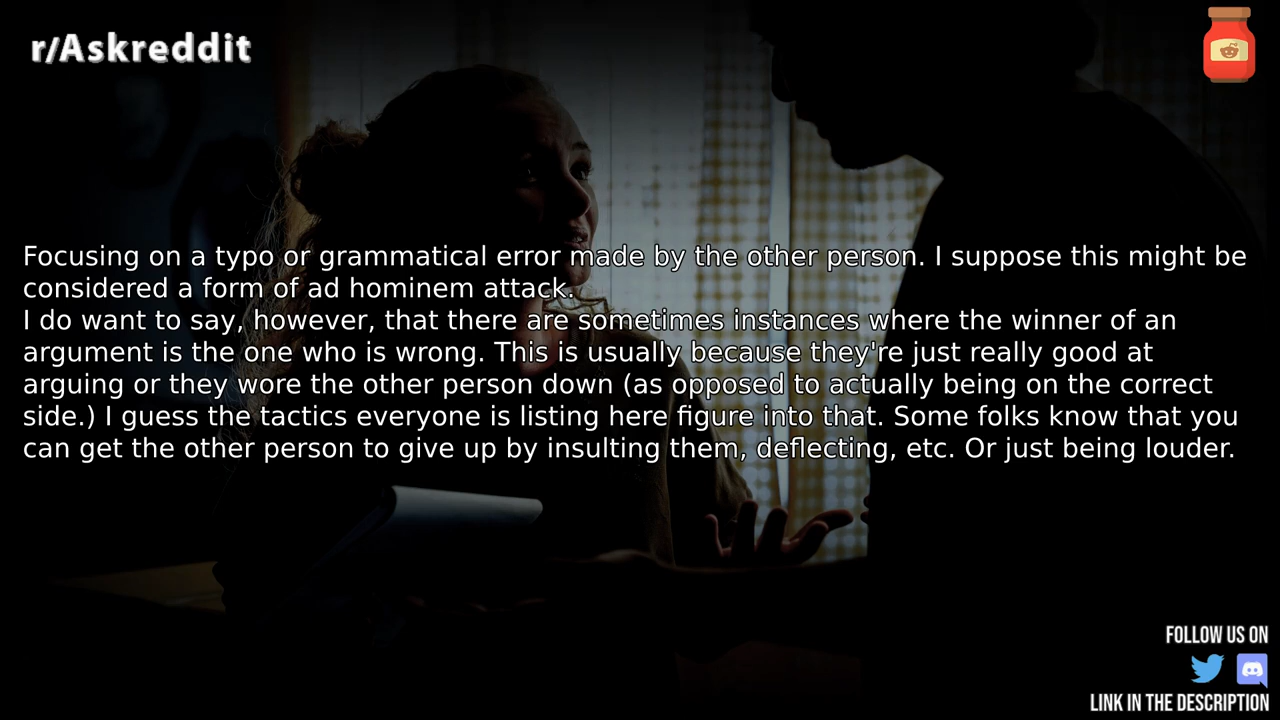 r/Askreddit
Focusing on a typo or grammatical error made by the other person. I suppose this might be
considered a form of ad hominem attack.
I do want to say, however, that there are sometimes instances where the winner of an
argument is the one who is wrong. This is usually because they're just really good at
arguing or they wore the other person down (as opposed to actually being on the correct
side.) I guess the tactics everyone is listing here figure into that. Some folks know that you
can get the other person to give up by insulting them, deflecting, etc. Or just being louder.
FOLLOW US ON
LINK IN THE DESCRIPTION